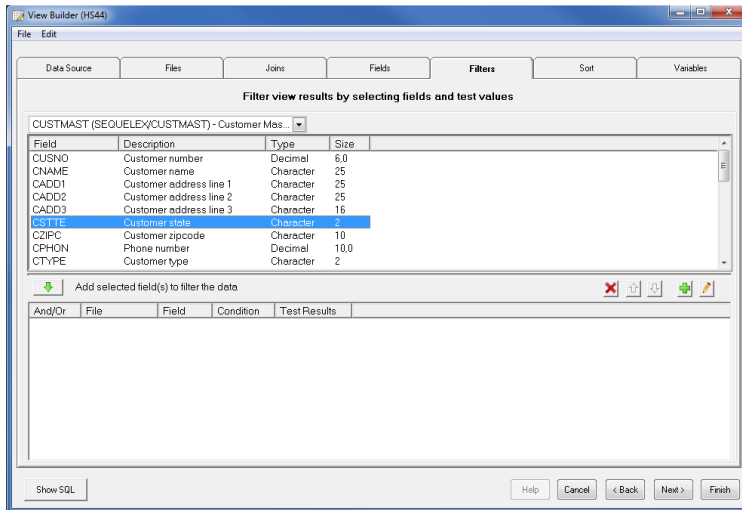 View Builder (HS44)
File Edit
Data Source Files Joins Fields Filters Sort Variables
Filter view results by selecting fields and test values
CUSTMAST (SEQUELEX/CUSTMAST) - Customer Mas...
Field Description Type Size
CUSNO Customer number Decimal 6,0
CNAME Customer name Character 25
CADD1 Customer address line 1 Character 25
CADD2 Customer address line 2 Character 25
CADD3 Customer address line 3 Character 16
CSTTE Customer state Character 2
CZIPC Customer zipcode Character 10
CPHON Phone number Decimal 10,0
CTYPE Customer type Character 2
Add selected field(s) to filter the data
And/Or File Field Condition Test Results
Show SQL Help Cancel < Back Next > Finish